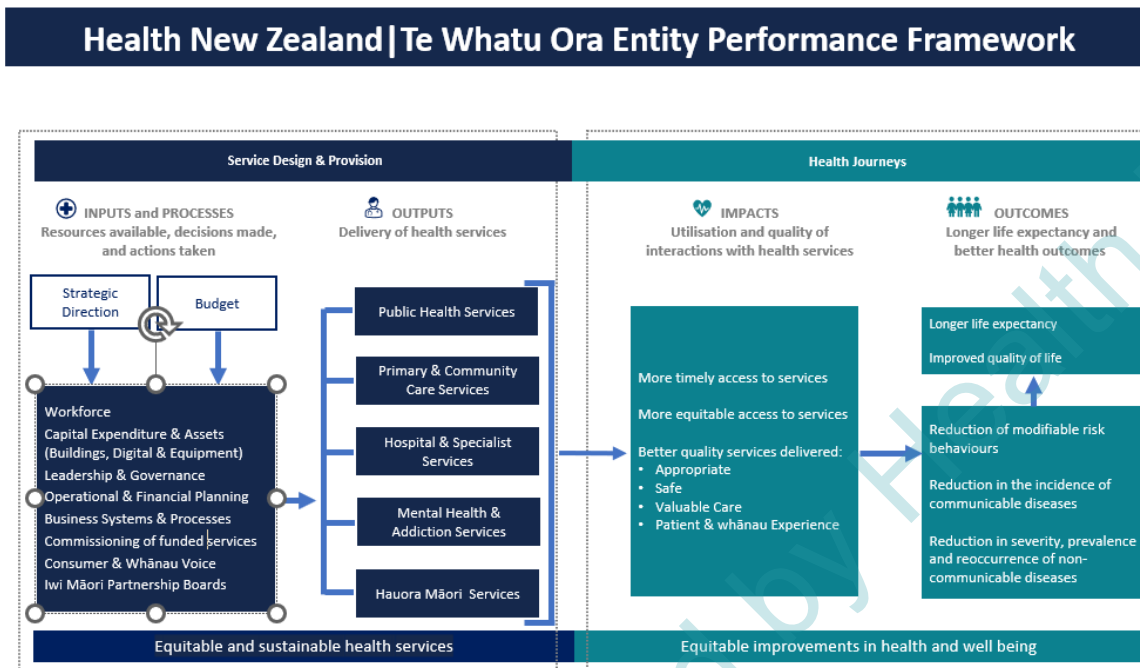 Health New Zealand|Te Whatu Ora Entity Performance Framework
Service Design & Provision
Health Journeys
INPUTS and PROCESSES
Resources available, decisions made,
and actions taken
OUTPUTS
Delivery of health services
IMPACTS
Utilisation and quality of
interactions with health services
OUTCOMES
Longer life expectancy and
better health outcomes
Strategic
Direction
Budget
Workforce
Capital Expenditure & Assets
(Buildings, Digital & Equipment)
Leadership & Governance
Operational & Financial Planning
Business Systems & Processes
Commissioning of funded services
Consumer & Whānau Voice
Iwi Māori Partnership Boards
Public Health Services
Primary & Community
Care Services
Hospital & Specialist
Services
Mental Health &
Addiction Services
Hauora Māori Services
More timely access to services
More equitable access to services
Better quality services delivered:
• Appropriate
• Safe
• Valuable Care
• Patient & whānau Experience
Longer life expectancy
Improved quality of life
Reduction of modifiable risk
behaviours
Reduction in the incidence of
communicable diseases
Reduction in severity, prevalence
and reoccurrence of non-
communicable diseases
Equitable and sustainable health services
Equitable improvements in health and well being
by Health